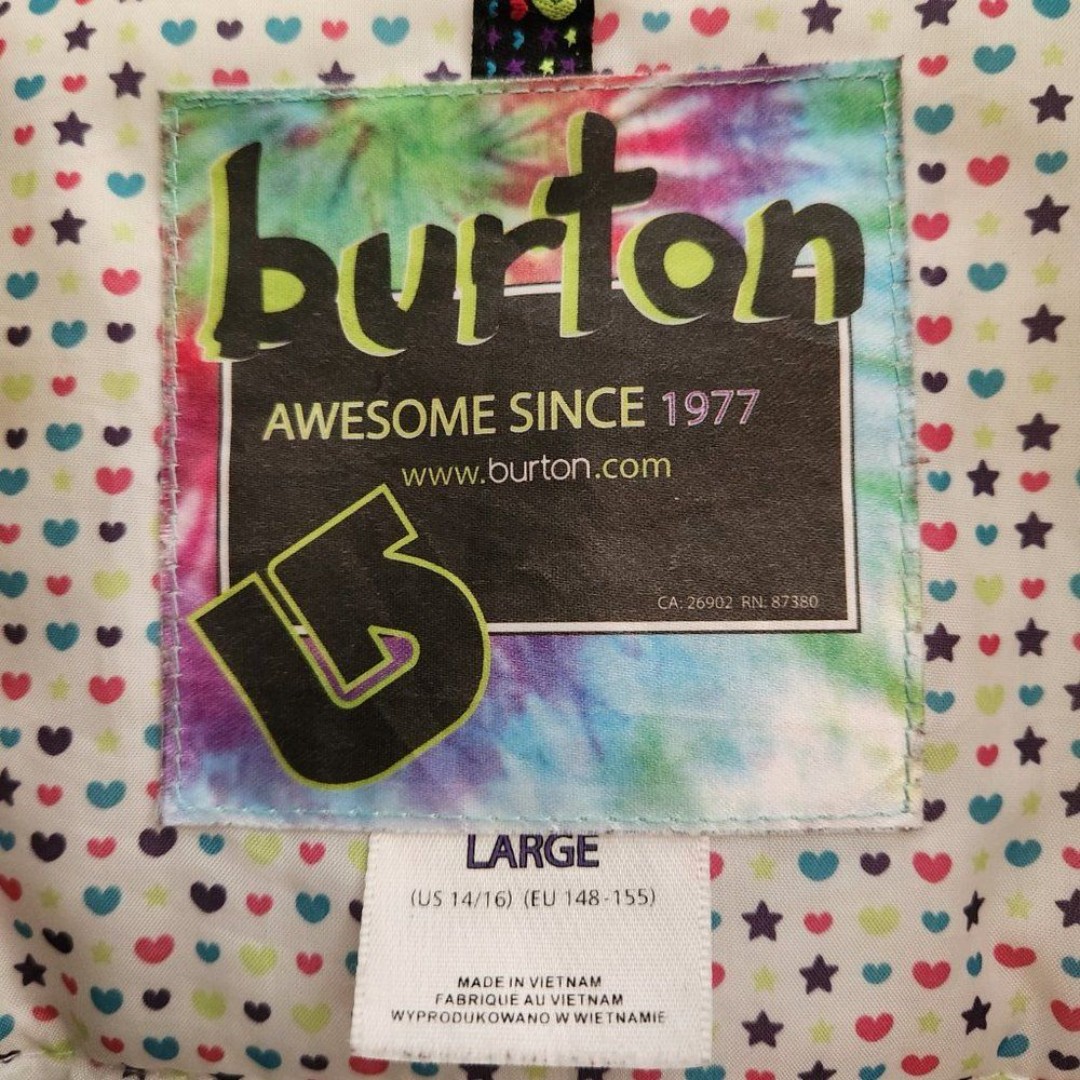 burton
AWESOME SINCE 1977
www.burton.com
CA: 26902 RN: 87380
LARGE
(US 14/16) (EU 148-155)
MADE IN VIETNAM
FABRIQUE AU VIETNAM
WYPRODUKOWANO W WIETNAMIE